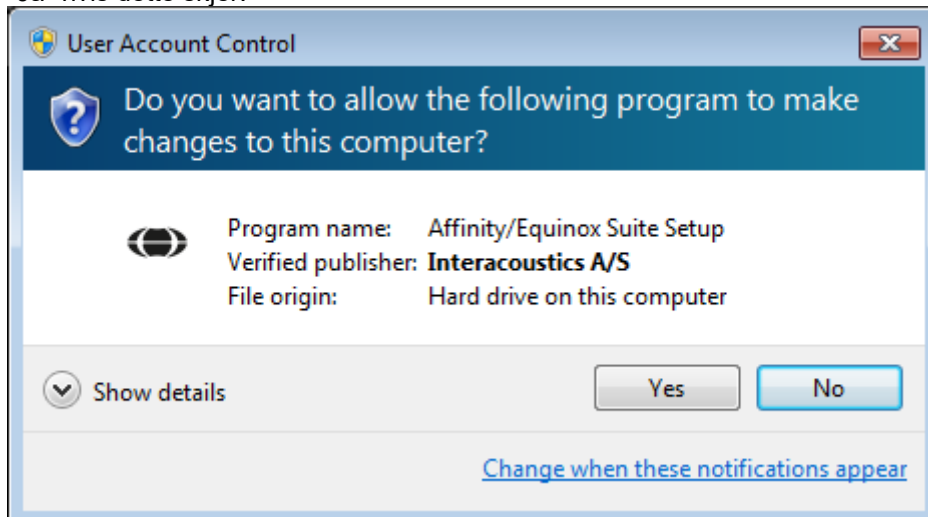 User Account Control
Do you want to allow the following program to make
changes to this computer?
Program name: Affinity/Equinox Suite Setup
Verified publisher: Interacoustics A/S
File origin: Hard drive on this computer
Show details
Yes No
Change when these notifications appear